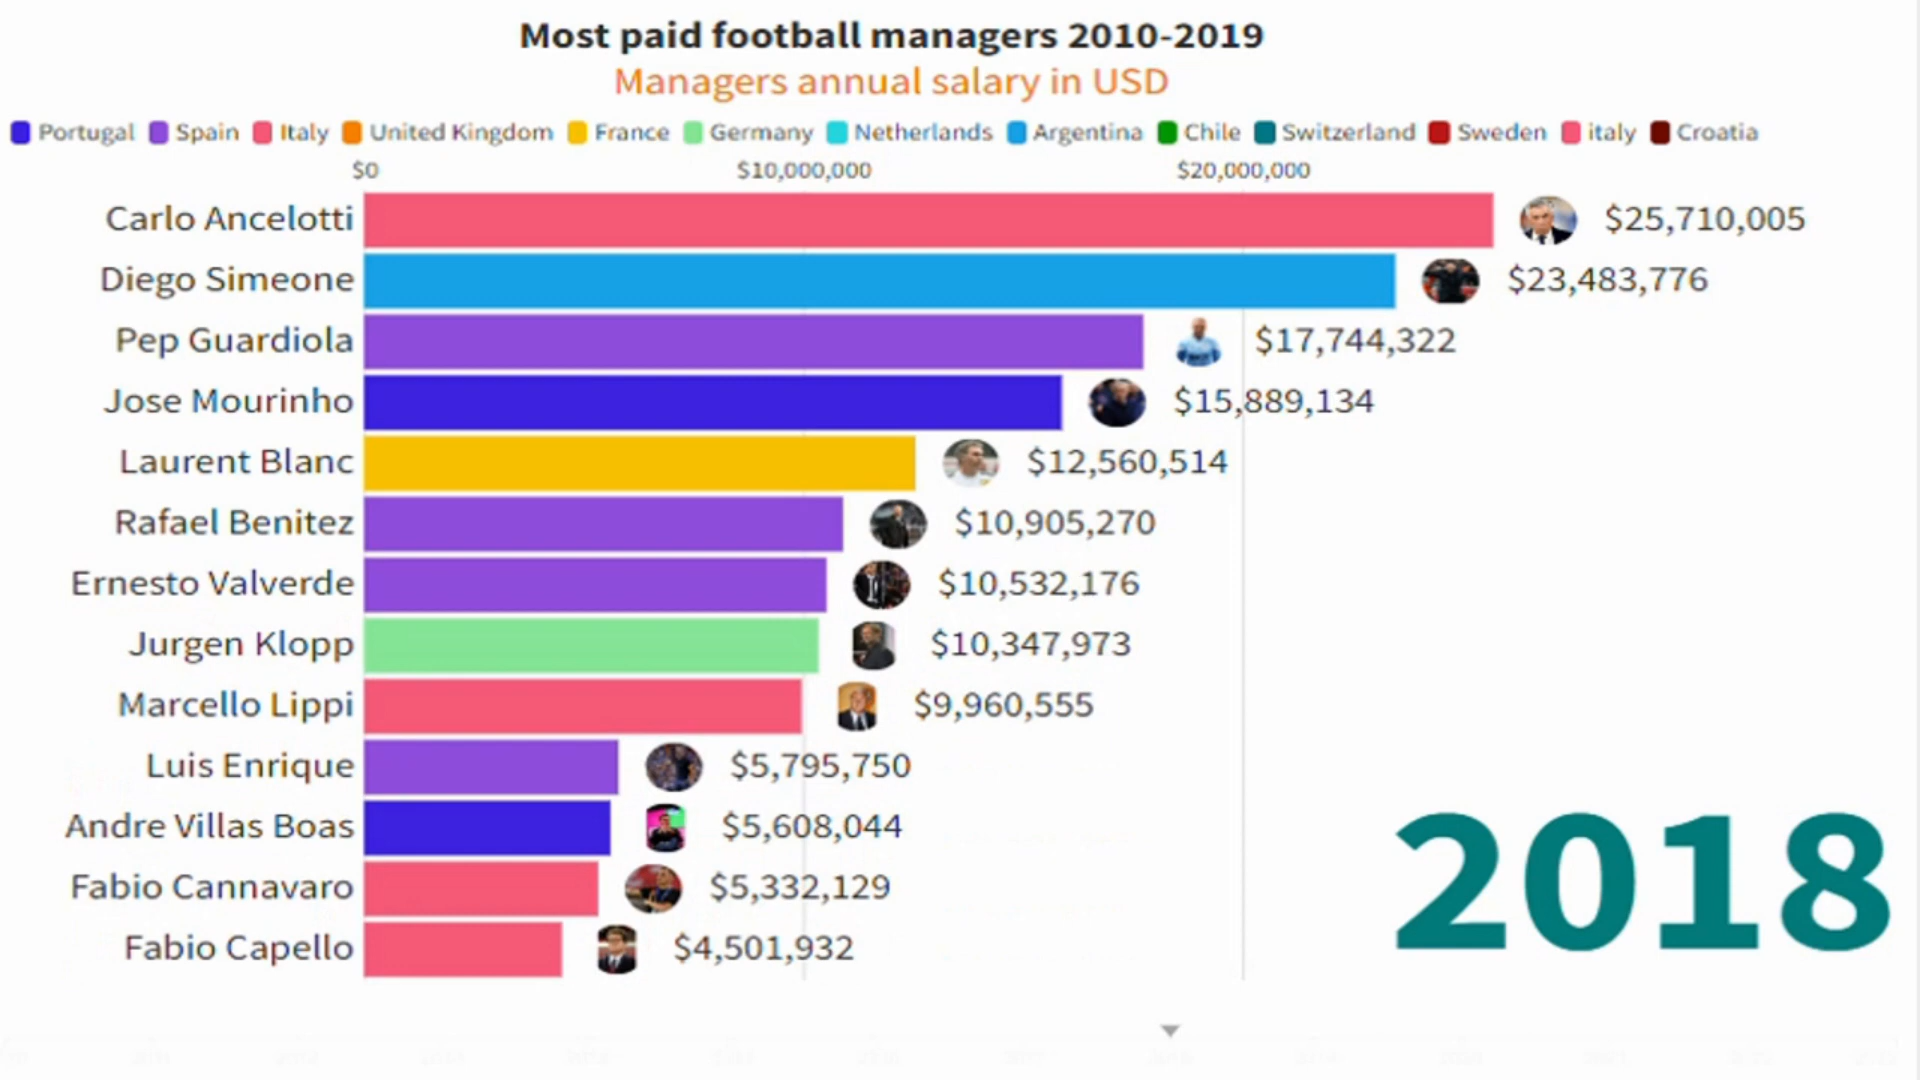 Most paid football managers 2010-2019
Managers annual salary in USD
Portugal Spain Italy United Kingdom France Germany Netherlands Argentina Chile Switzerland Sweden italy Croatia
$0 $10,000,000 $20,000,000
Carlo Ancelotti $25,710,005
Diego Simeone $23,483,776
Pep Guardiola $17,744,322
Jose Mourinho $15,889,134
Laurent Blanc $12,560,514
Rafael Benitez $10,905,270
Ernesto Valverde $10,532,176
Jurgen Klopp $10,347,973
Marcello Lippi $9,960,555
Luis Enrique $5,795,750
Andre Villas Boas $5,608,044
Fabio Cannavaro $5,332,129
Fabio Capello $4,501,932
2018